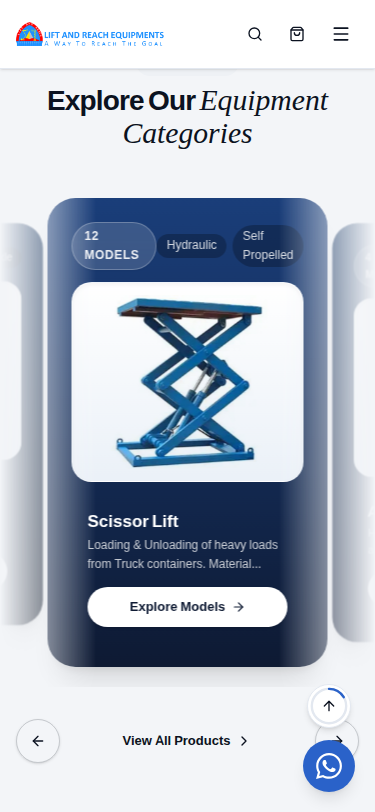 LIFT AND REACH EQUIPMENTS
A WAY TO REACH THE GOAL
Explore Our Equipment
Categories
12
MODELS
Hydraulic
Self
Propelled
Scissor Lift
Loading & Unloading of heavy loads
from Truck containers. Material...
Explore Models
View All Products